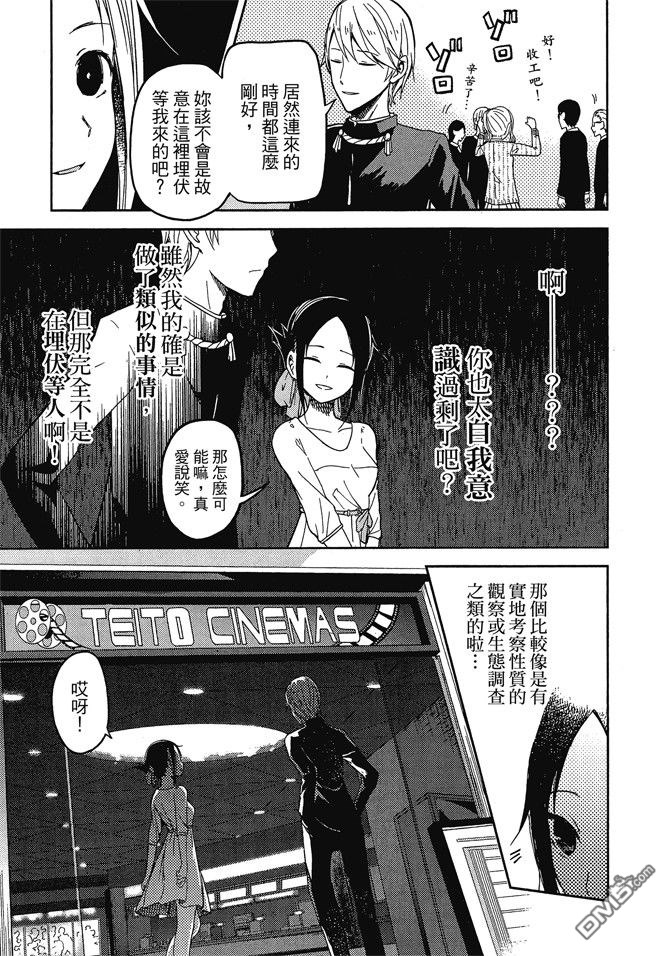 好！
收工吧！
辛苦了…
ゾロ
ゾロ
居然連來的
時間都這麼
剛好，
妳該不會是故
意在這裡埋伏
等我來的吧？
啊——？？？
你也太自我意
識過剩了吧？
雖然我的確是
做了類似的事情，
但那完全不是
在埋伏等人啊！
那怎麼可
能嘛，真
愛說笑。
那個比較像是有
實地考察性質的
觀察或生態調查
之類的啦…
TEITO CINEMAS
哎呀！
DM5.COM